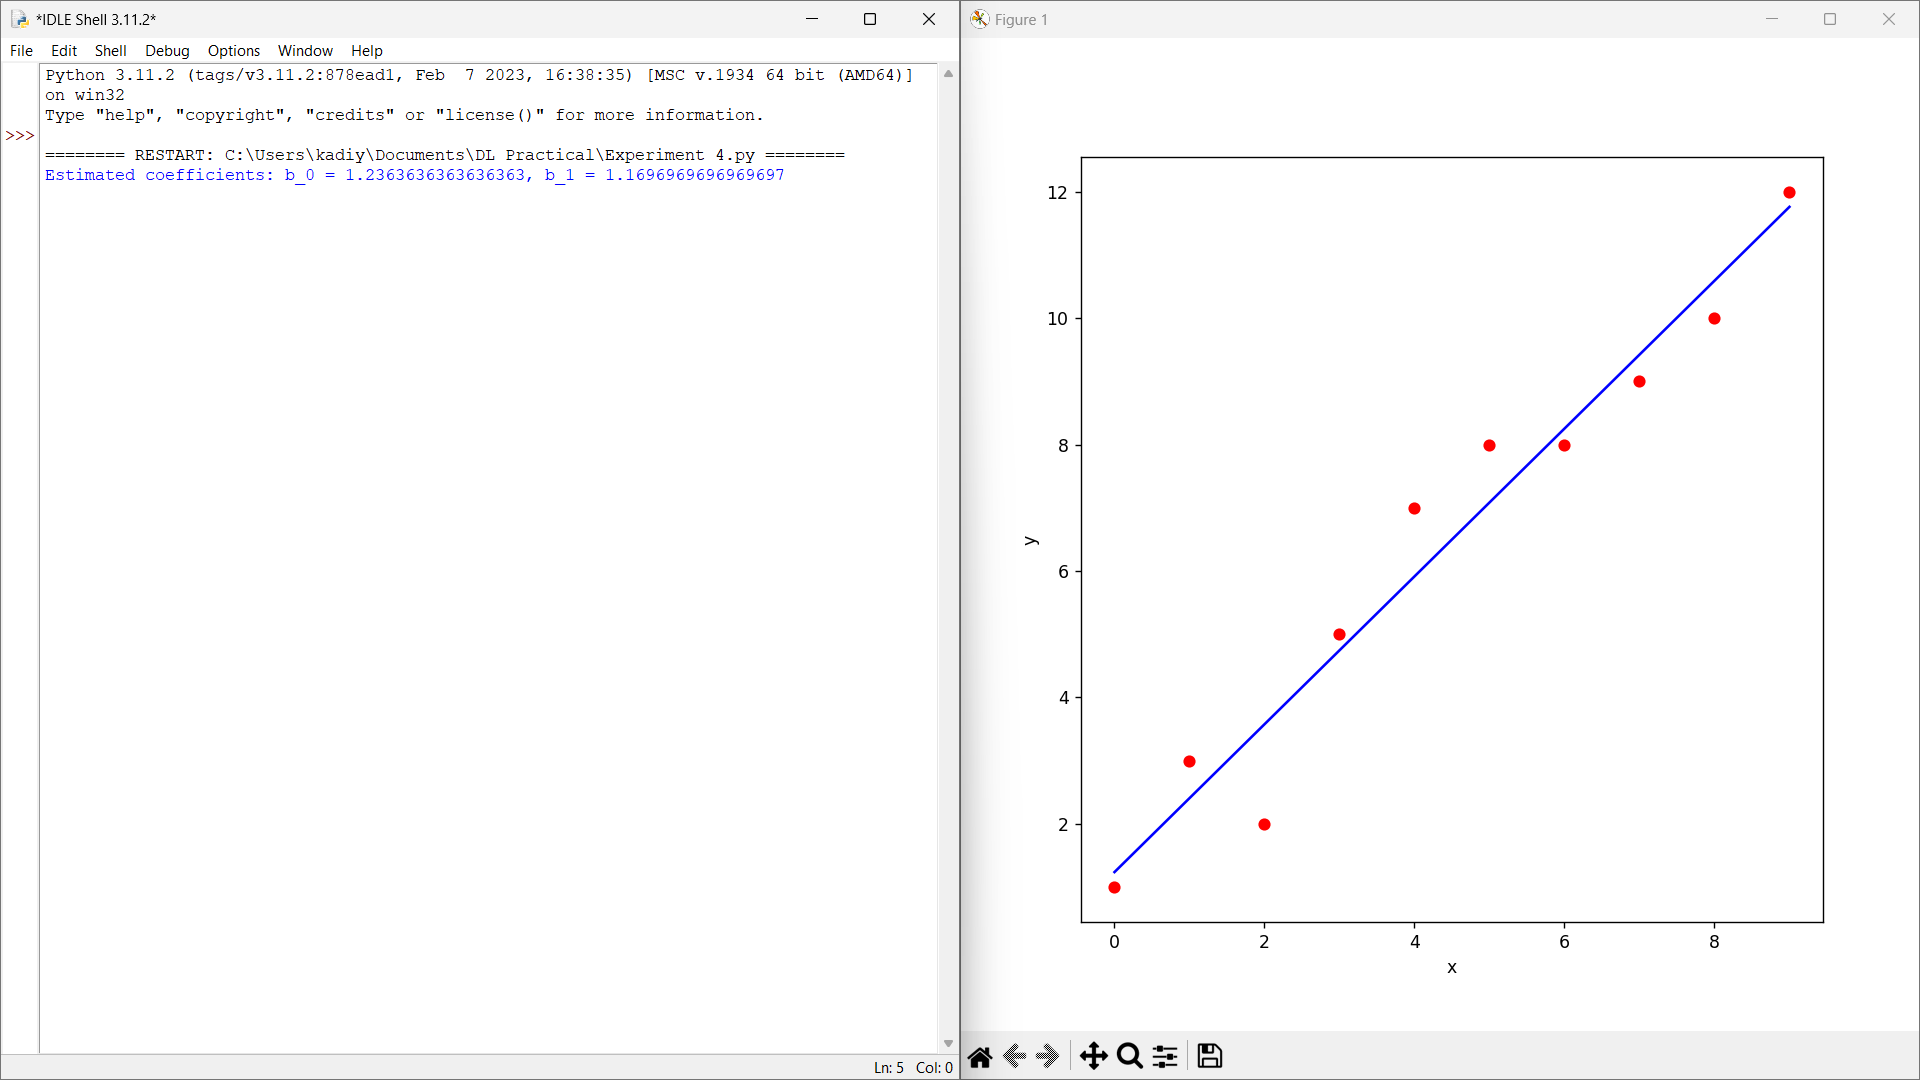 *IDLE Shell 3.11.2*
File Edit Shell Debug Options Window Help
Python 3.11.2 (tags/v3.11.2:878ead1, Feb  7 2023, 16:38:35) [MSC v.1934 64 bit (AMD64)]
on win32
Type "help", "copyright", "credits" or "license()" for more information.
>>>
======== RESTART: C:\Users\kadiy\Documents\DL Practical\Experiment 4.py ========
Estimated coefficients: b_0 = 1.2363636363636363, b_1 = 1.1696969696969697
Ln: 5 Col: 0
Figure 1
12
10
8
6
4
2
y
0 2 4 6 8
x